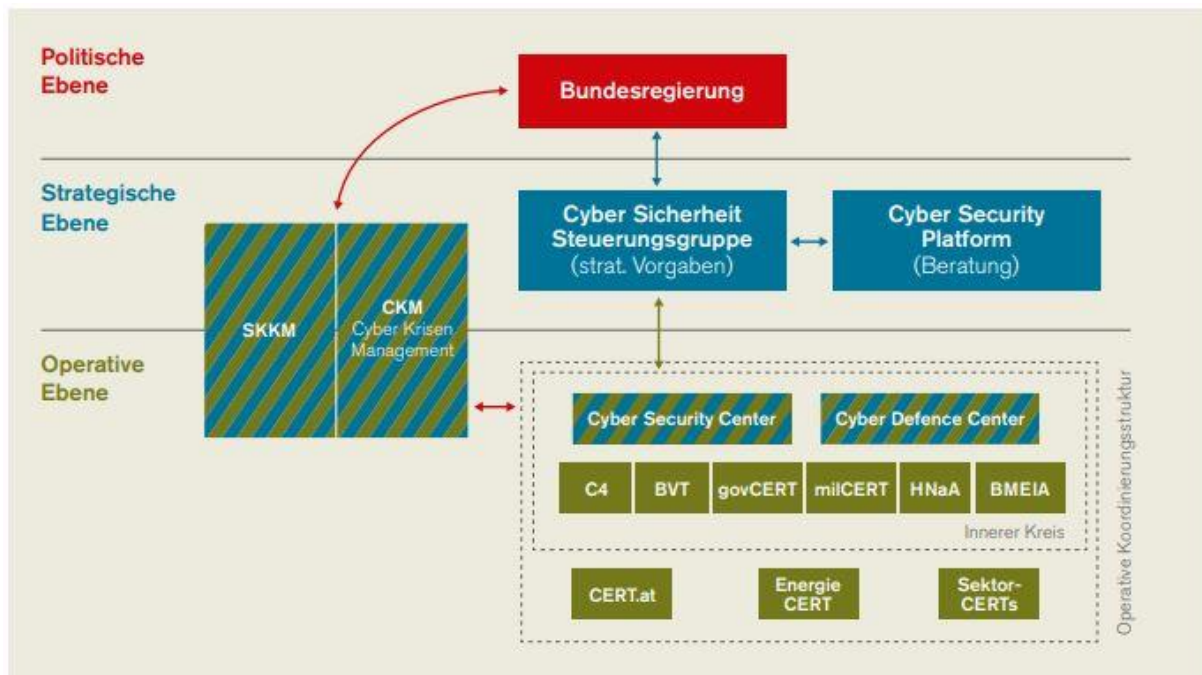 Politische
Ebene
Bundesregierung
Strategische
Ebene
Cyber Sicherheit
Steuerungsgruppe
(strat. Vorgaben)
Cyber Security
Platform
(Beratung)
SKKM
CKM
Cyber Krisen
Management
Operative
Ebene
Cyber Security Center
Cyber Defence Center
C4
BVT
govCERT
milCERT
HNaA
BMEIA
Innerer Kreis
CERT.at
Energie
CERT
Sektor-
CERTs
Operative Koordinierungsstruktur